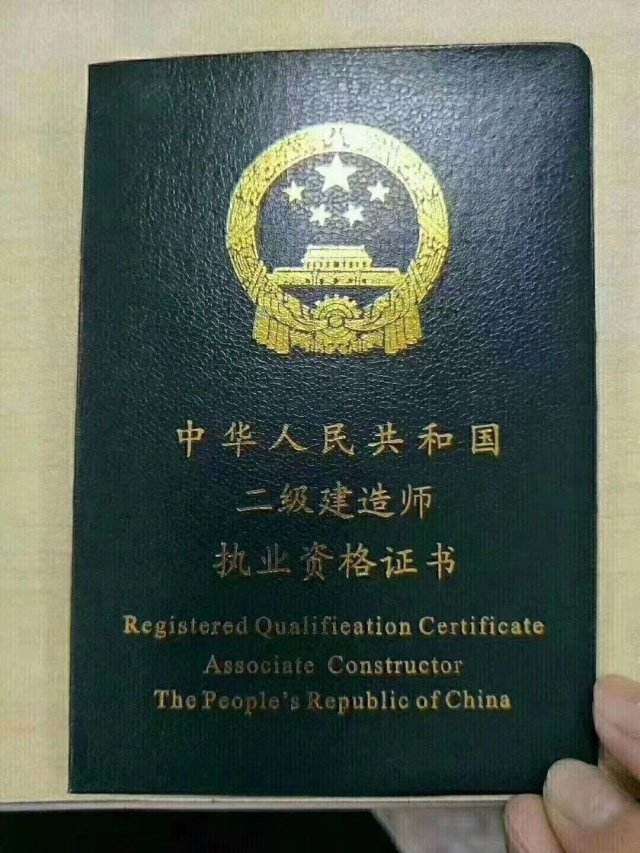 中华人民共和国
二级建造师
执业资格证书
Registered Qualification Certificate
Associate Constructor
The People's Republic of China